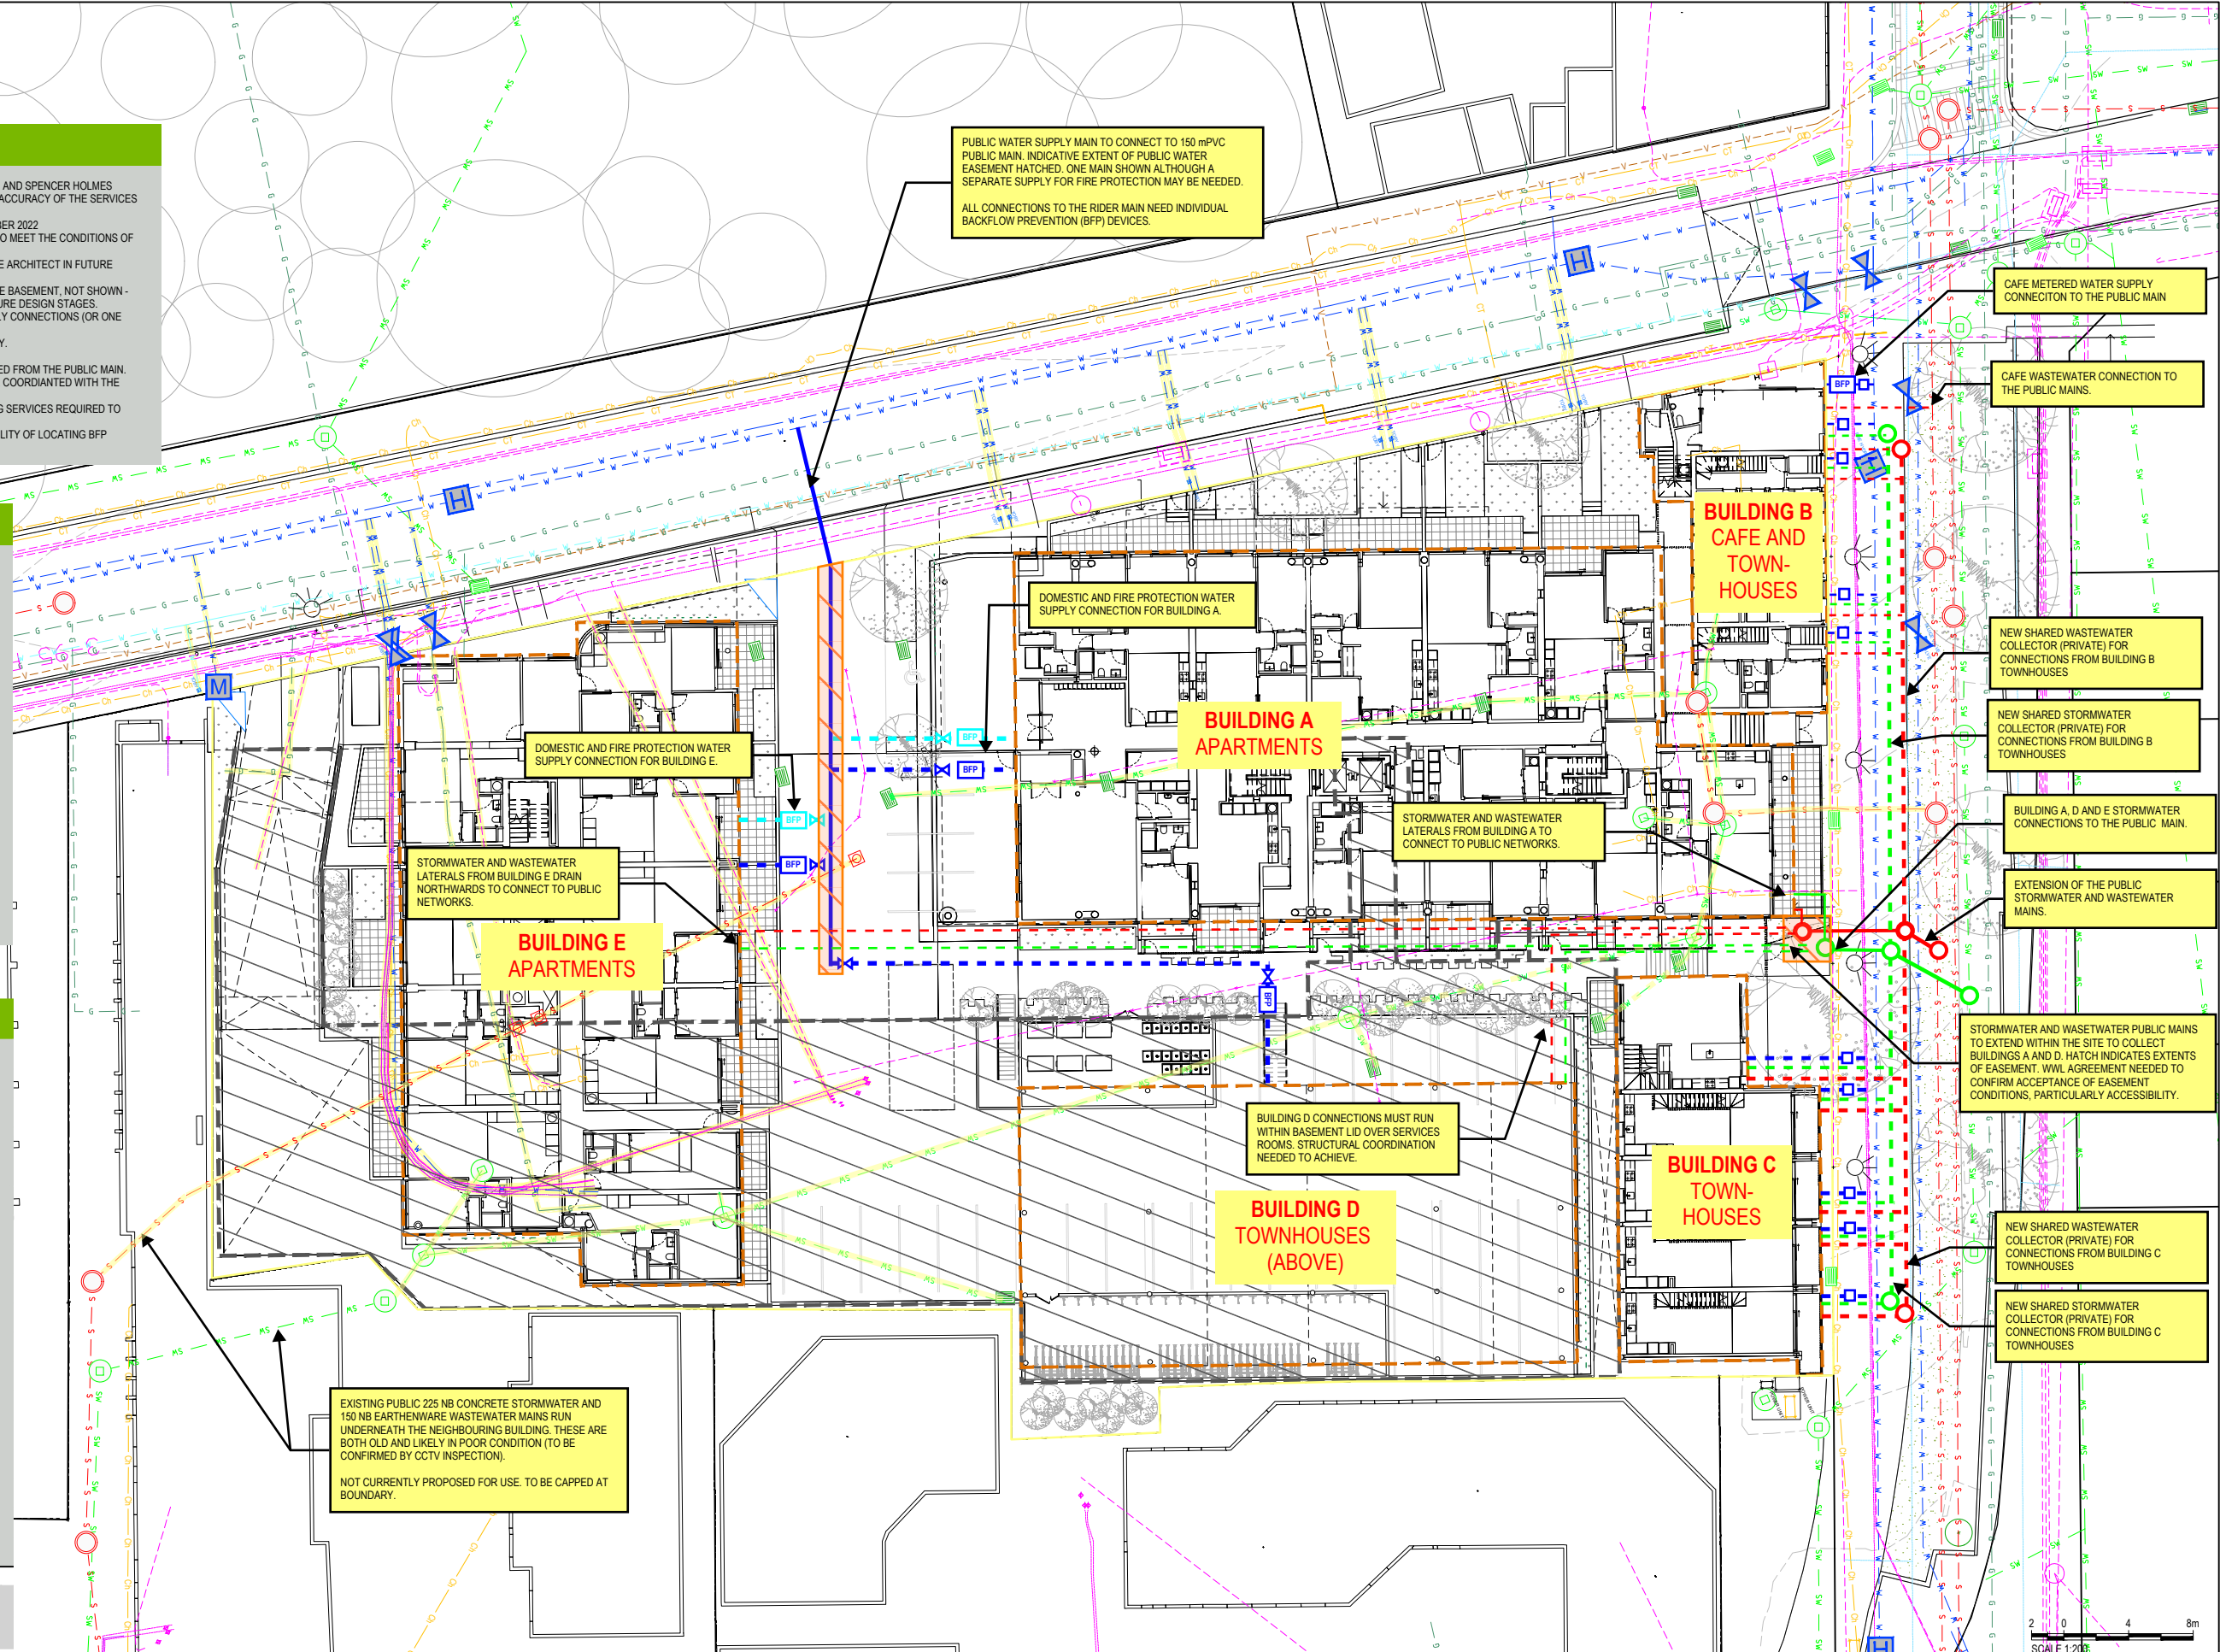 AND SPENCER HOLMES
ACCURACY OF THE SERVICES
BER 2022
O MEET THE CONDITIONS OF
E ARCHITECT IN FUTURE
E BASEMENT, NOT SHOWN -
URE DESIGN STAGES.
LY CONNECTIONS (OR ONE
Y.
ED FROM THE PUBLIC MAIN.
COORDIANTED WITH THE
G SERVICES REQUIRED TO
LITY OF LOCATING BFP
PUBLIC WATER SUPPLY MAIN TO CONNECT TO 150 mPVC
PUBLIC MAIN. INDICATIVE EXTENT OF PUBLIC WATER
EASEMENT HATCHED. ONE MAIN SHOWN ALTHOUGH A
SEPARATE SUPPLY FOR FIRE PROTECTION MAY BE NEEDED.
ALL CONNECTIONS TO THE RIDER MAIN NEED INDIVIDUAL
BACKFLOW PREVENTION (BFP) DEVICES.
CAFE METERED WATER SUPPLY
CONNECITON TO THE PUBLIC MAIN
CAFE WASTEWATER CONNECTION TO
THE PUBLIC MAINS.
BUILDING B
CAFE AND
TOWN-
HOUSES
DOMESTIC AND FIRE PROTECTION WATER
SUPPLY CONNECTION FOR BUILDING A.
NEW SHARED WASTEWATER
COLLECTOR (PRIVATE) FOR
CONNECTIONS FROM BUILDING B
TOWNHOUSES
NEW SHARED STORMWATER
COLLECTOR (PRIVATE) FOR
CONNECTIONS FROM BUILDING B
TOWNHOUSES
BUILDING A
APARTMENTS
DOMESTIC AND FIRE PROTECTION WATER
SUPPLY CONNECTION FOR BUILDING E.
BFP
BFP
BFP
BFP
BFP
BFP
H
H
H
H
M
STORMWATER AND WASTEWATER
LATERALS FROM BUILDING A TO
CONNECT TO PUBLIC NETWORKS.
BUILDING A, D AND E STORMWATER
CONNECTIONS TO THE PUBLIC MAIN.
STORMWATER AND WASTEWATER
LATERALS FROM BUILDING E DRAIN
NORTHWARDS TO CONNECT TO PUBLIC
NETWORKS.
EXTENSION OF THE PUBLIC
STORMWATER AND WASTEWATER
MAINS.
BUILDING E
APARTMENTS
STORMWATER AND WASETWATER PUBLIC MAINS
TO EXTEND WITHIN THE SITE TO COLLECT
BUILDINGS A AND D. HATCH INDICATES EXTENTS
OF EASEMENT. WWL AGREEMENT NEEDED TO
CONFIRM ACCEPTANCE OF EASEMENT
CONDITIONS, PARTICULARLY ACCESSIBILITY.
BUILDING D CONNECTIONS MUST RUN
WITHIN BASEMENT LID OVER SERVICES
ROOMS. STRUCTURAL COORDINATION
NEEDED TO ACHIEVE.
BUILDING C
TOWN-
HOUSES
BUILDING D
TOWNHOUSES
(ABOVE)
NEW SHARED WASTEWATER
COLLECTOR (PRIVATE) FOR
CONNECTIONS FROM BUILDING C
TOWNHOUSES
NEW SHARED STORMWATER
COLLECTOR (PRIVATE) FOR
CONNECTIONS FROM BUILDING C
TOWNHOUSES
EXISTING PUBLIC 225 NB CONCRETE STORMWATER AND
150 NB EARTHENWARE WASTEWATER MAINS RUN
UNDERNEATH THE NEIGHBOURING BUILDING. THESE ARE
BOTH OLD AND LIKELY IN POOR CONDITION (TO BE
CONFIRMED BY CCTV INSPECTION).
NOT CURRENTLY PROPOSED FOR USE. TO BE CAPPED AT
BOUNDARY.
2 0 4 8m
SCALE 1:200